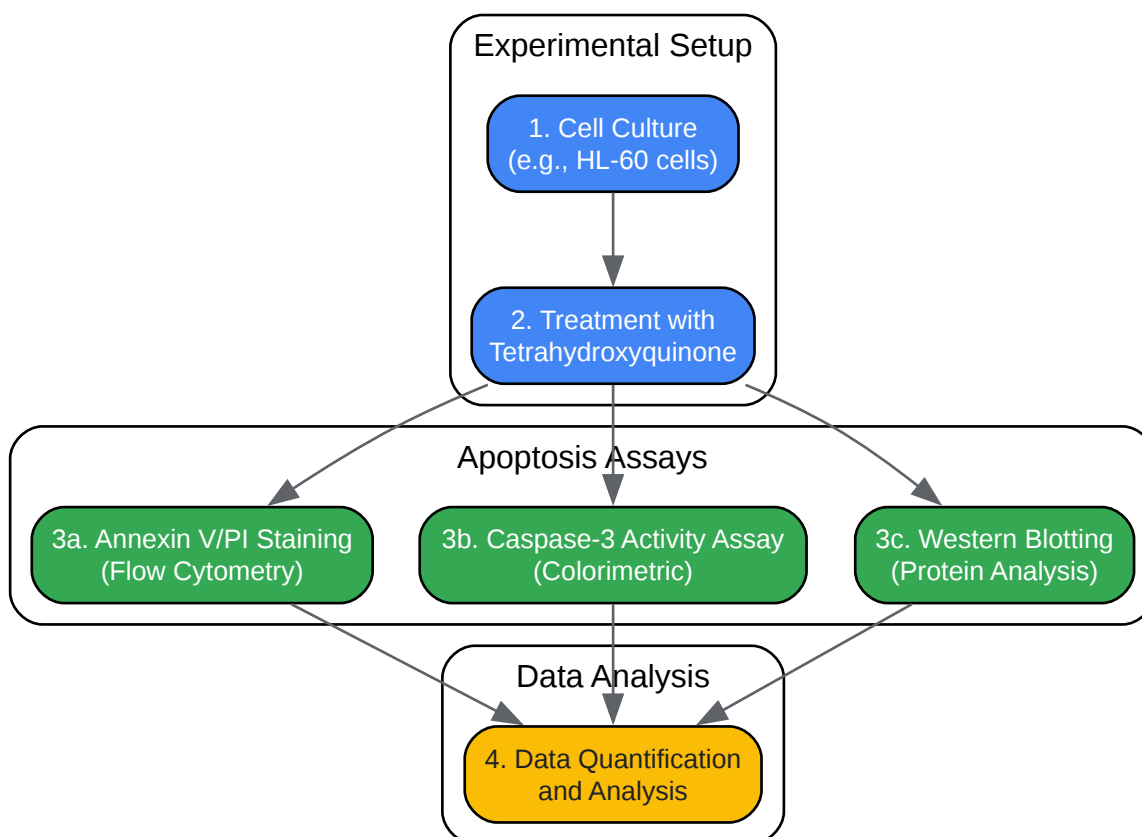 Experimental Setup
1. Cell Culture
(e.g., HL-60 cells)
2. Treatment with
Tetrahydroxyquinone
Apoptosis Assays
3a. Annexin V/PI Staining
(Flow Cytometry)
3b. Caspase-3 Activity Assay
(Colorimetric)
3c. Western Blotting
(Protein Analysis)
Data Analysis
4. Data Quantification
and Analysis